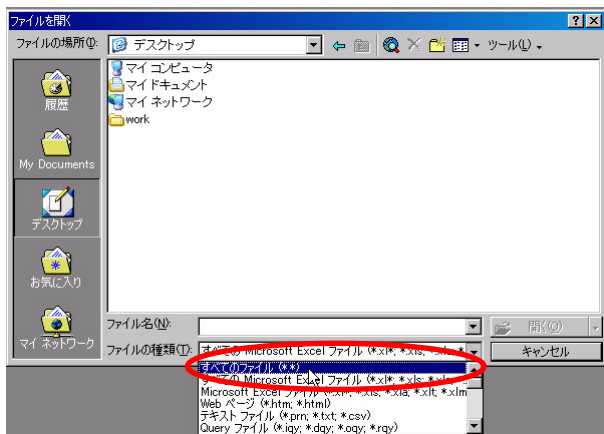 ファイルを開く
ファイルの場所(I):
デスクトップ
ツール(L)
マイ コンピュータ
マイ ドキュメント
マイ ネットワーク
work
履歴
My Documents
デスクトップ
お気に入り
マイ ネットワーク
ファイル名(N):
開く(O)
ファイルの種類(T):
すべての Microsoft Excel ファイル (*.xl*; *.xls;
キャンセル
すべてのファイル (*.*)
すべての Microsoft Excel ファイル (*.xl*; *.xls; *.xla;
Microsoft Excel ファイル (*.xl*; *.xls; *.xla; *.xlt; *.xlm
Web ページ (*.htm; *.html)
テキスト ファイル (*.prn; *.txt; *.csv)
Query ファイル (*.iqy; *.dqy; *.oqy; *.rqy)